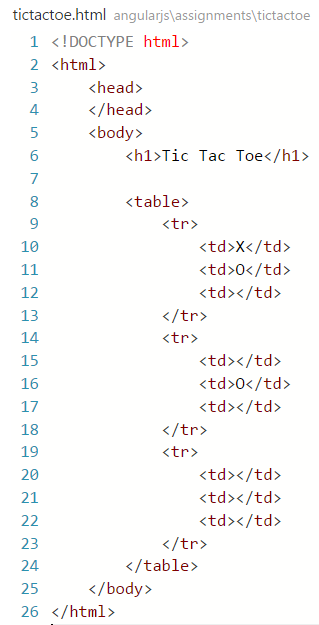 tictactoe.html angularjs\assignments\tictactoe
1 <!DOCTYPE html>
2 <html>
3     <head>
4     </head>
5     <body>
6         <h1>Tic Tac Toe</h1>
7
8         <table>
9             <tr>
10                 <td>X</td>
11                 <td>O</td>
12                 <td></td>
13             </tr>
14             <tr>
15                 <td></td>
16                 <td>O</td>
17                 <td></td>
18             </tr>
19             <tr>
20                 <td></td>
21                 <td></td>
22                 <td></td>
23             </tr>
24         </table>
25     </body>
26 </html>